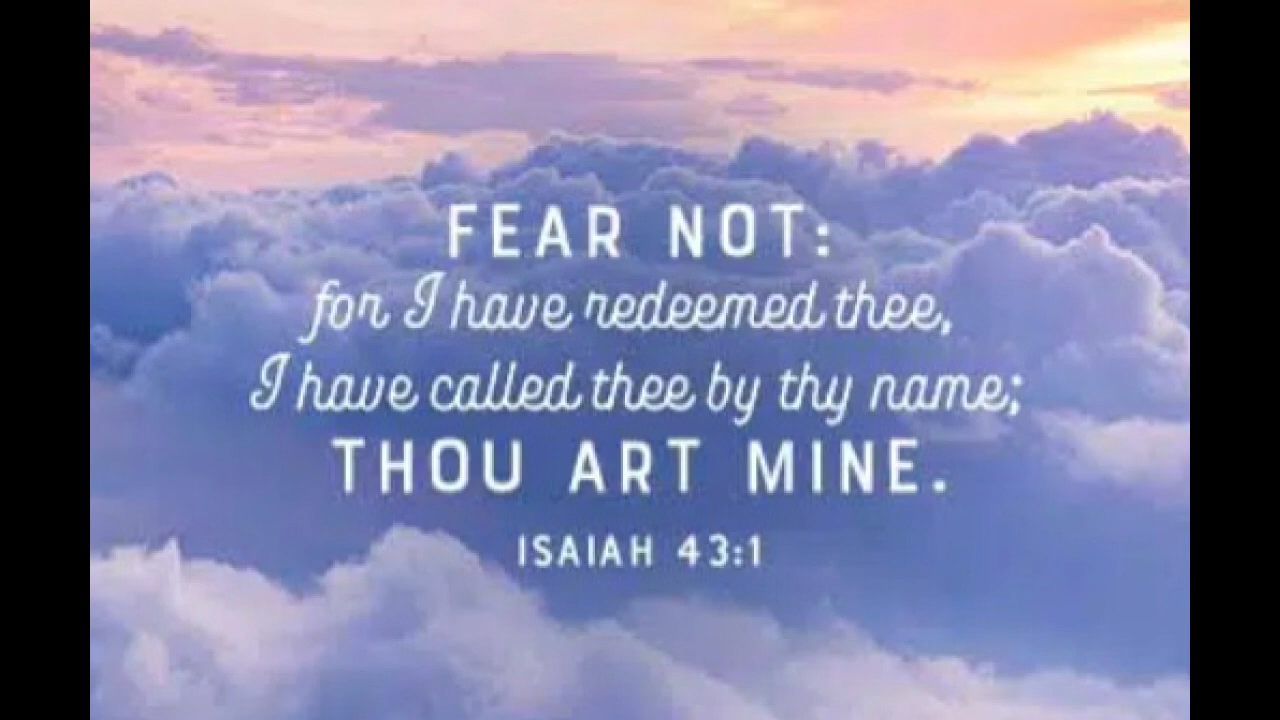 FEAR NOT:
for I have redeemed thee,
I have called thee by thy name;
THOU ART MINE.
ISAIAH 43:1